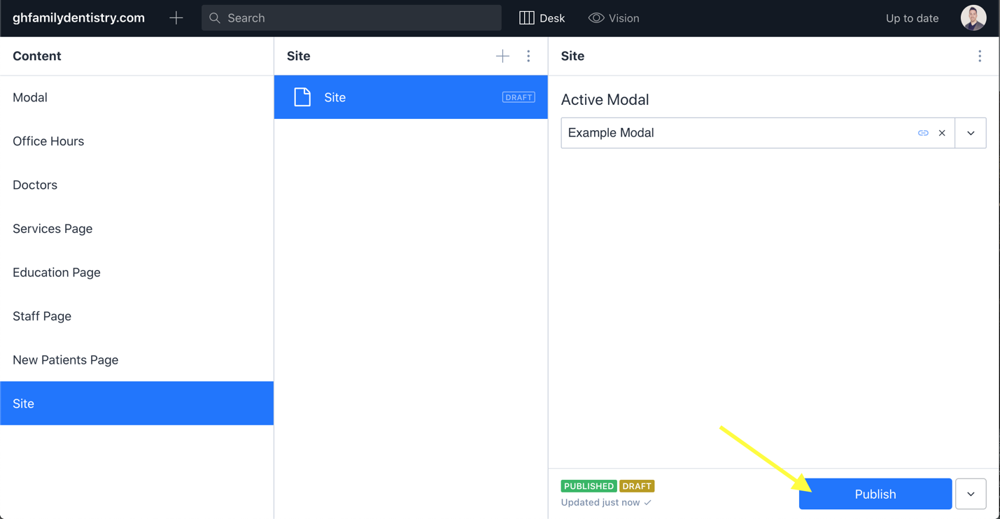 ghfamilydentistry.com
Search
Desk
Vision
Up to date
Content
Modal
Office Hours
Doctors
Services Page
Education Page
Staff Page
New Patients Page
Site
Site
Site
DRAFT
Site
Active Modal
Example Modal
PUBLISHED DRAFT
Updated just now
Publish